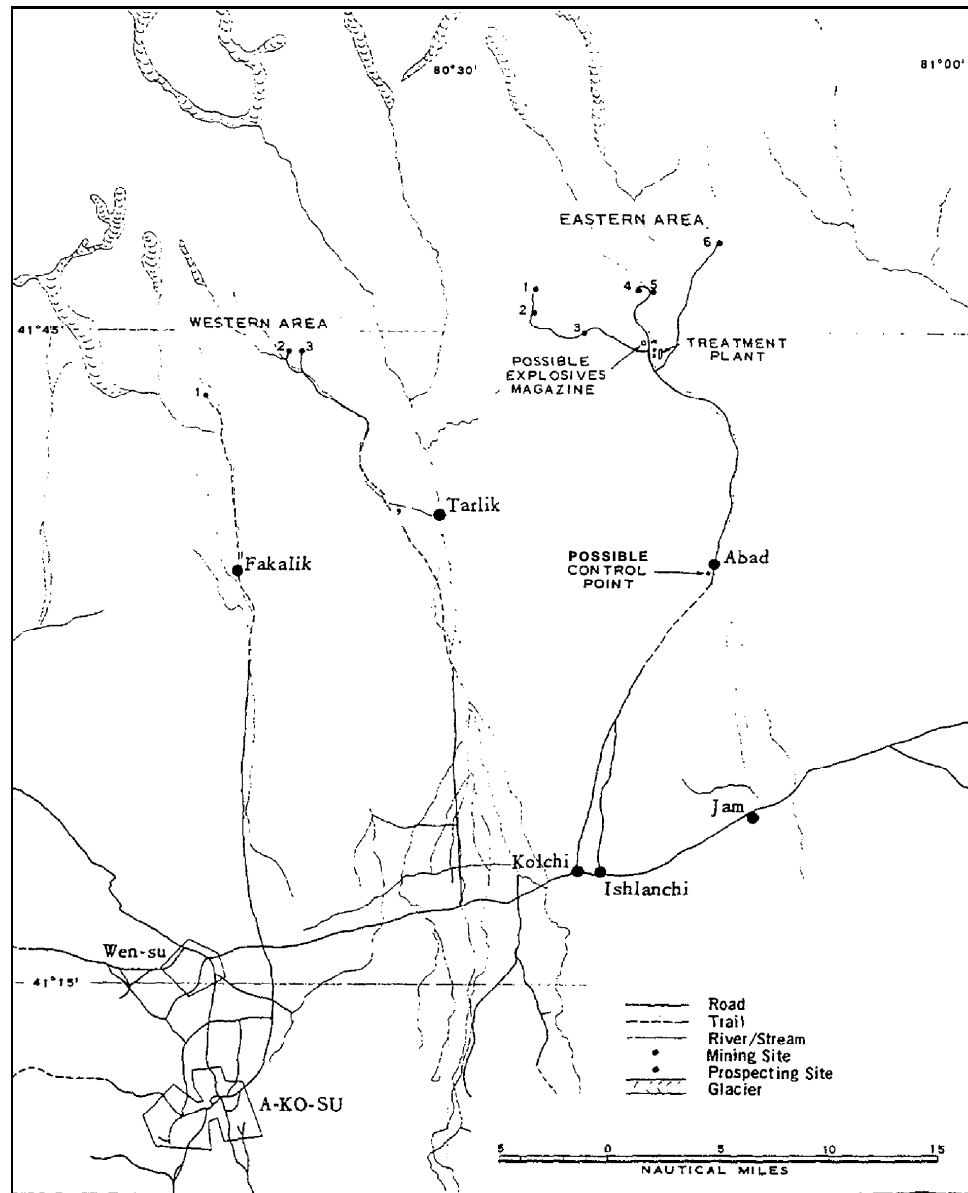 80°30'
81°00'
EASTERN AREA
6
1
4
5
2
3
41°45'
WESTERN AREA
2
3
TREATMENT
PLANT
POSSIBLE
EXPLOSIVES
MAGAZINE
1
Tarlik
Fakalik
POSSIBLE
CONTROL
POINT
Abad
Jam
Kolchi
Ishlanchi
Wen-su
41°15'
Road
Trail
River/Stream
Mining Site
Prospecting Site
Glacier
A-KO-SU
5 0 5 10 15
NAUTICAL MILES